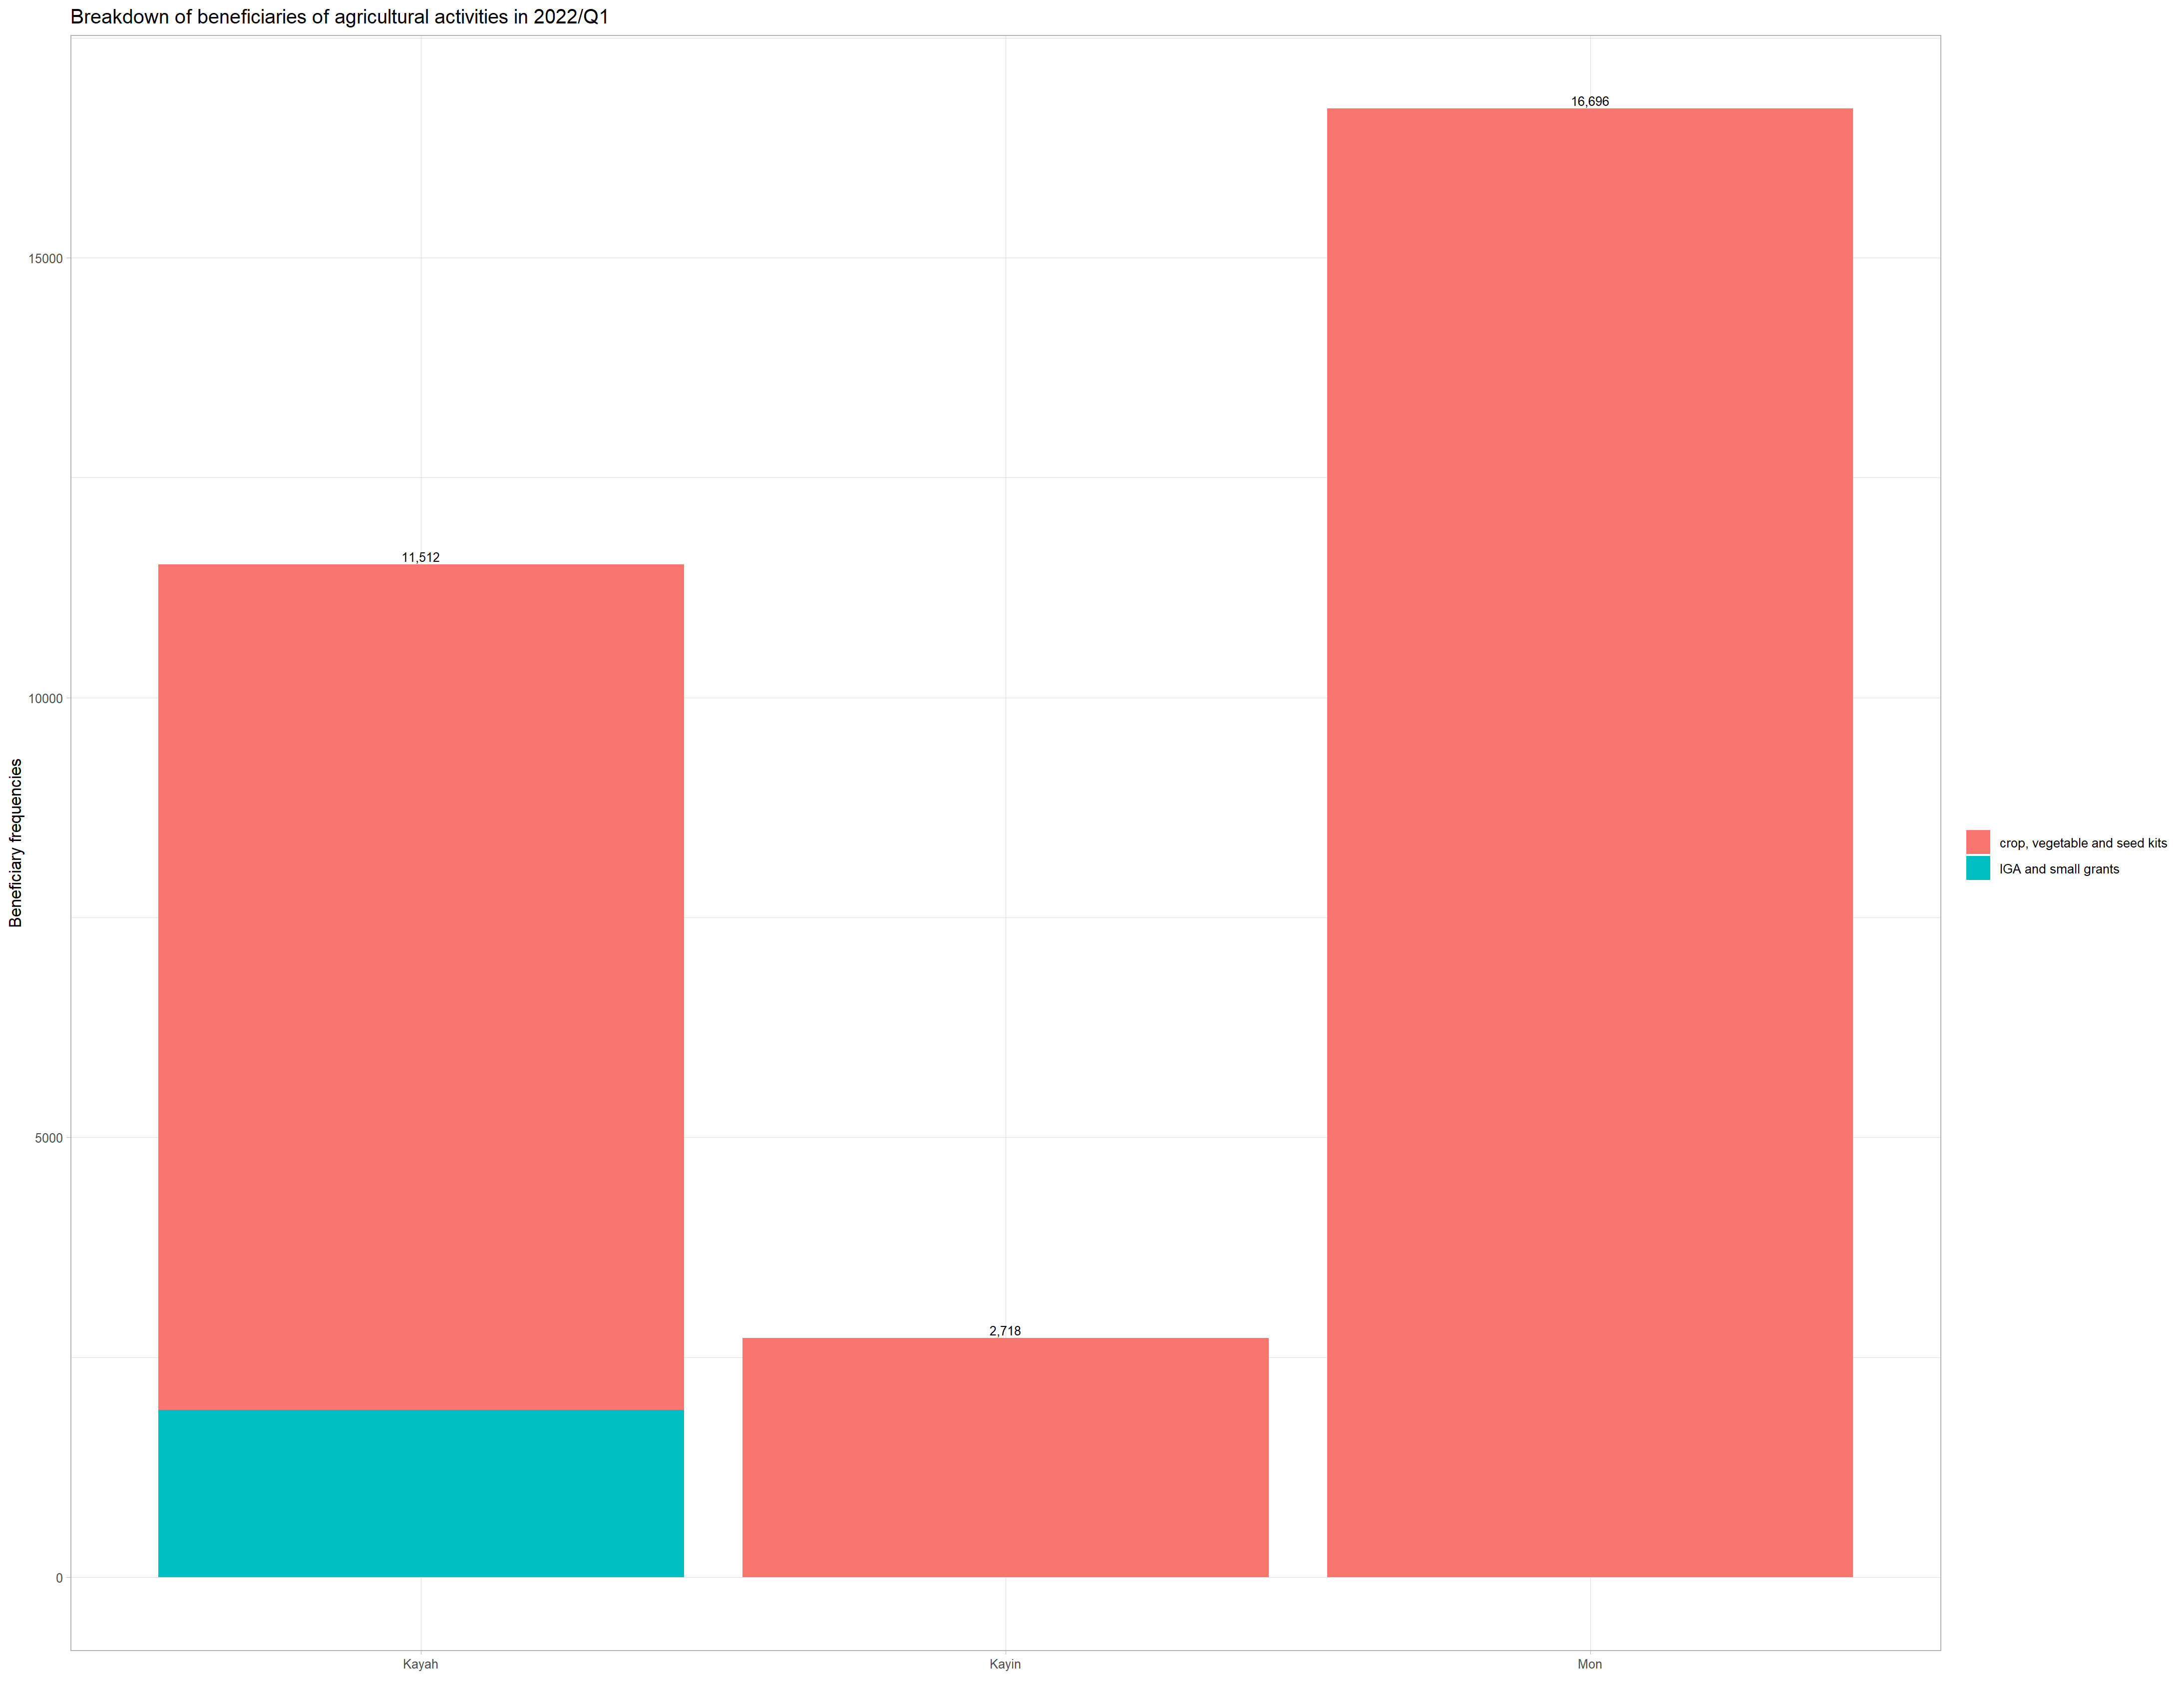 Breakdown of beneficiaries of agricultural activities in 2022/Q1
Beneficiary frequencies
15000
10000
5000
0
11,512
2,718
16,696
Kayah
Kayin
Mon
crop, vegetable and seed kits
IGA and small grants